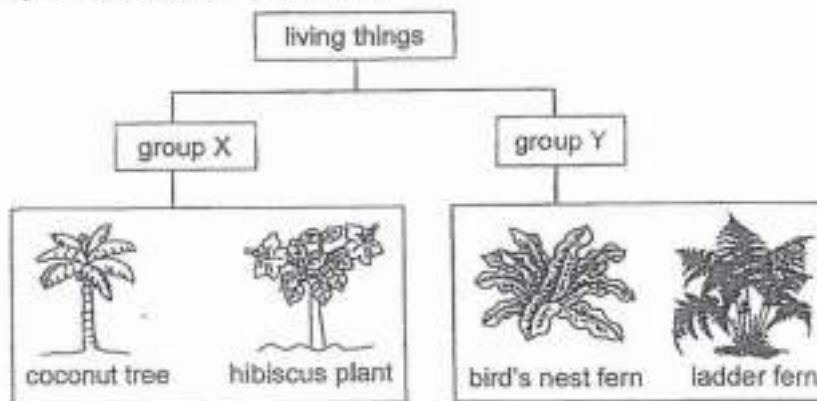 living things
group X
group Y
coconut tree
hibiscus plant
bird's nest fern
ladder fern